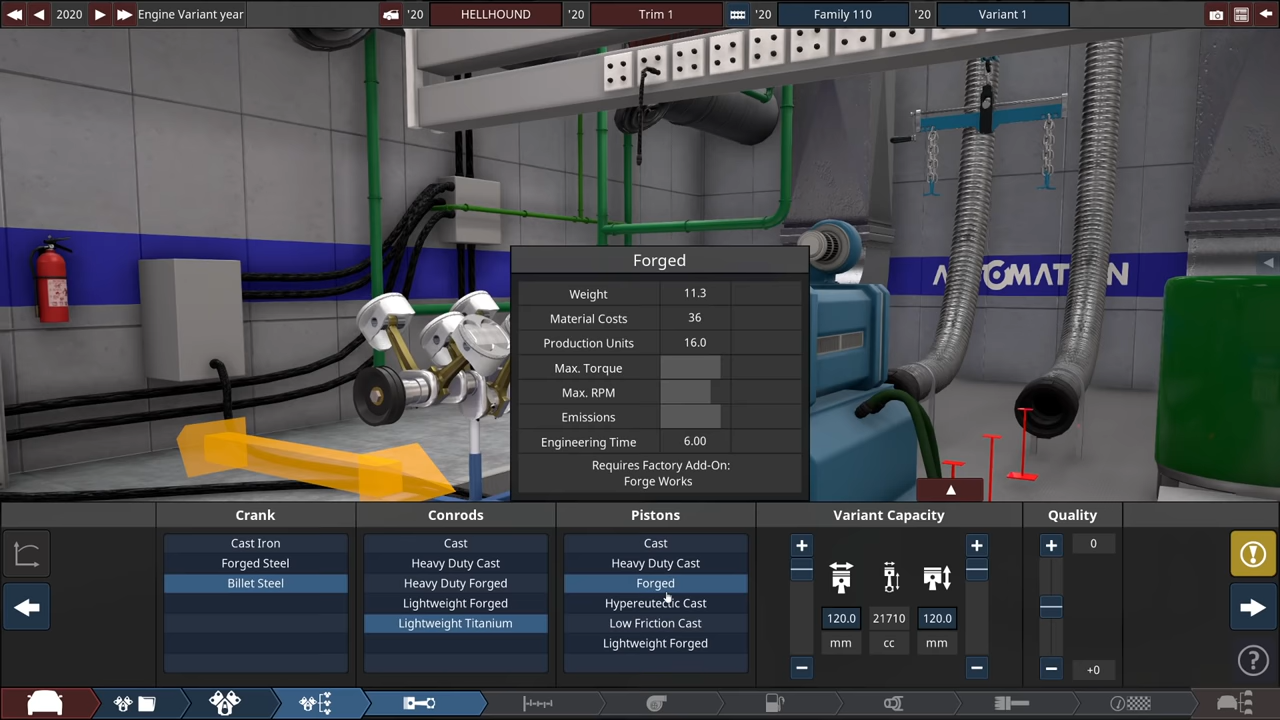 2020 Engine Variant year '20 HELLHOUND '20 Trim 1 '20 Family 110 '20 Variant 1
AUTOMATION
Forged
Weight 11.3
Material Costs 36
Production Units 16.0
Max. Torque
Max. RPM
Emissions
Engineering Time 6.00
Requires Factory Add-On:
Forge Works
Crank Conrods Pistons Variant Capacity Quality
Cast Iron Cast Cast + + + 0
Forged Steel Heavy Duty Cast Heavy Duty Cast
Billet Steel Heavy Duty Forged Forged
Lightweight Forged Hypereutectic Cast
Lightweight Titanium Low Friction Cast 120.0 21710 120.0
Lightweight Forged mm cc mm
− − − +0